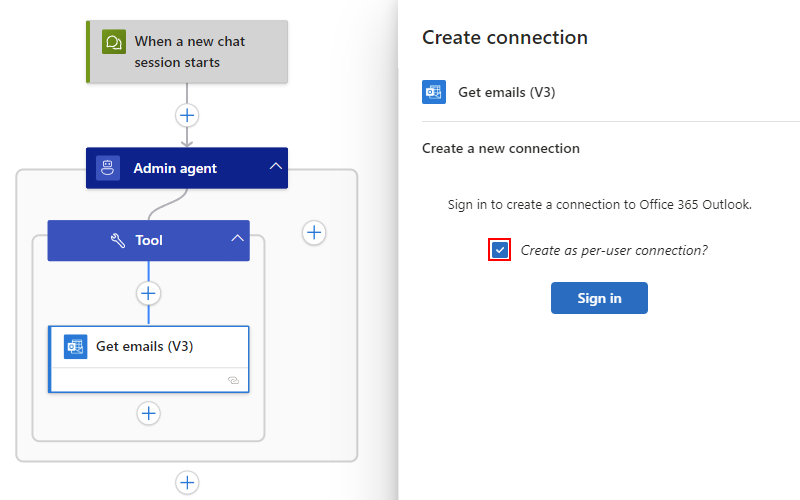 When a new chat
session starts
Admin agent
Tool
Get emails (V3)
Create connection
Get emails (V3)
Create a new connection
Sign in to create a connection to Office 365 Outlook.
Create as per-user connection?
Sign in